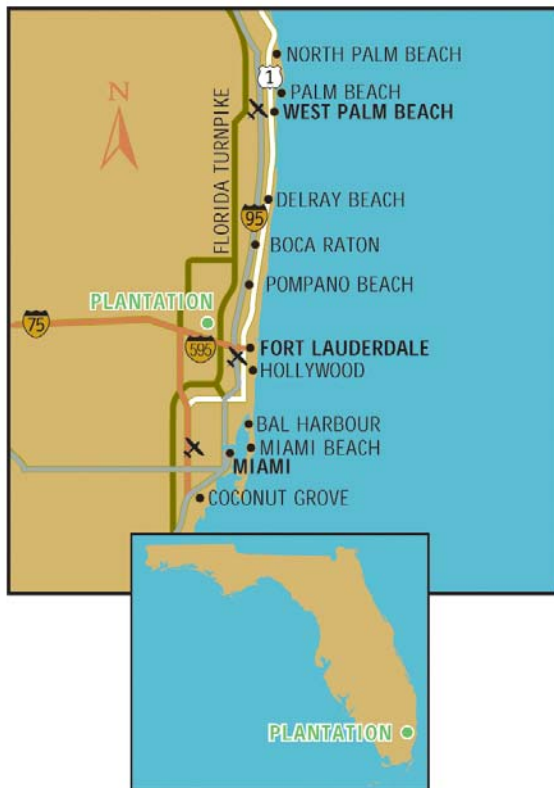 NORTH PALM BEACH
1
PALM BEACH
WEST PALM BEACH
N
FLORIDA TURNPIKE
DELRAY BEACH
95
BOCA RATON
POMPANO BEACH
PLANTATION
75
595
FORT LAUDERDALE
HOLLYWOOD
BAL HARBOUR
MIAMI BEACH
MIAMI
COCONUT GROVE
PLANTATION